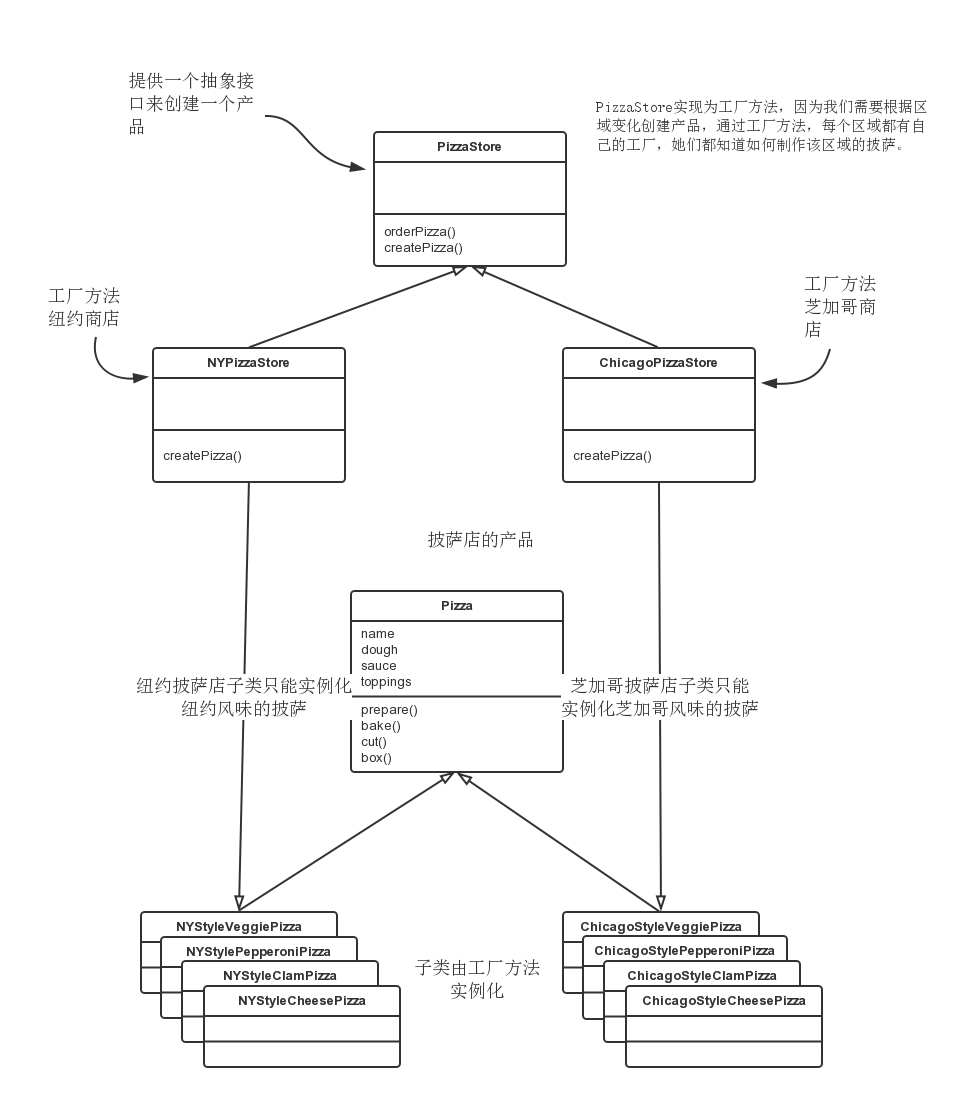 提供一个抽象接
口来创建一个产
品
PizzaStore实现为工厂方法，因为我们需要根据区
域变化创建产品，通过工厂方法，每个区域都有自
己的工厂，她们都知道如何制作该区域的披萨。
PizzaStore
orderPizza()
createPizza()
工厂方法
纽约商店
工厂方法
芝加哥商
店
NYPizzaStore
createPizza()
ChicagoPizzaStore
createPizza()
披萨店的产品
Pizza
name
dough
sauce
toppings
prepare()
bake()
cut()
box()
纽约披萨店子类只能实例化
纽约风味的披萨
芝加哥披萨店子类只能
实例化芝加哥风味的披萨
NYStyleVeggiePizza
NYStylePepperoniPizza
NYStyleClamPizza
NYStyleCheesePizza
子类由工厂方法
实例化
ChicagoStyleVeggiePizza
ChicagoStylePepperoniPizza
ChicagoStyleClamPizza
ChicagoStyleCheesePizza